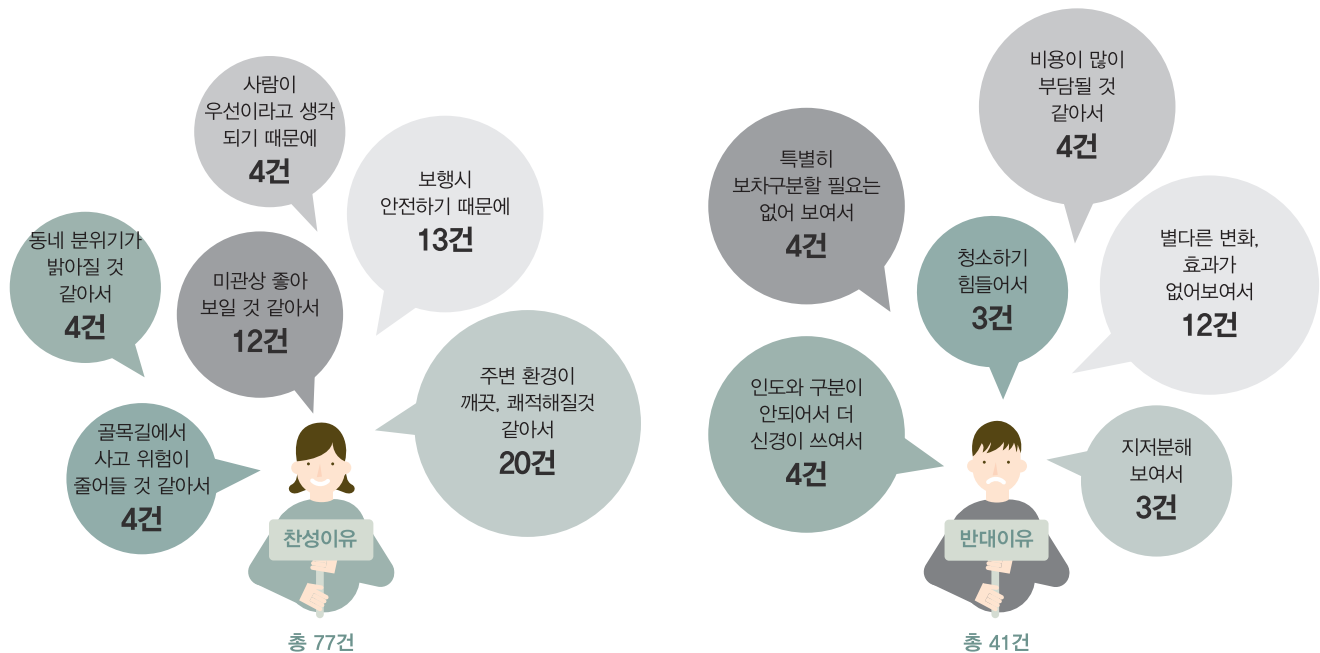 사람이
우선이라고 생각
되기 때문에
4건
보행시
안전하기 때문에
13건
동네 분위기가
밝아질 것
같아서
4건
미관상 좋아
보일 것 같아서
12건
주변 환경이
깨끗, 쾌적해질것
같아서
20건
골목길에서
사고 위험이
줄어들 것 같아서
4건
찬성이유
총 77건
비용이 많이
부담될 것
같아서
4건
특별히
보차구분할 필요는
없어 보여서
4건
청소하기
힘들어서
3건
별다른 변화,
효과가
없어보여서
12건
인도와 구분이
안되어서 더
신경이 쓰여서
4건
지저분해
보여서
3건
반대이유
총 41건